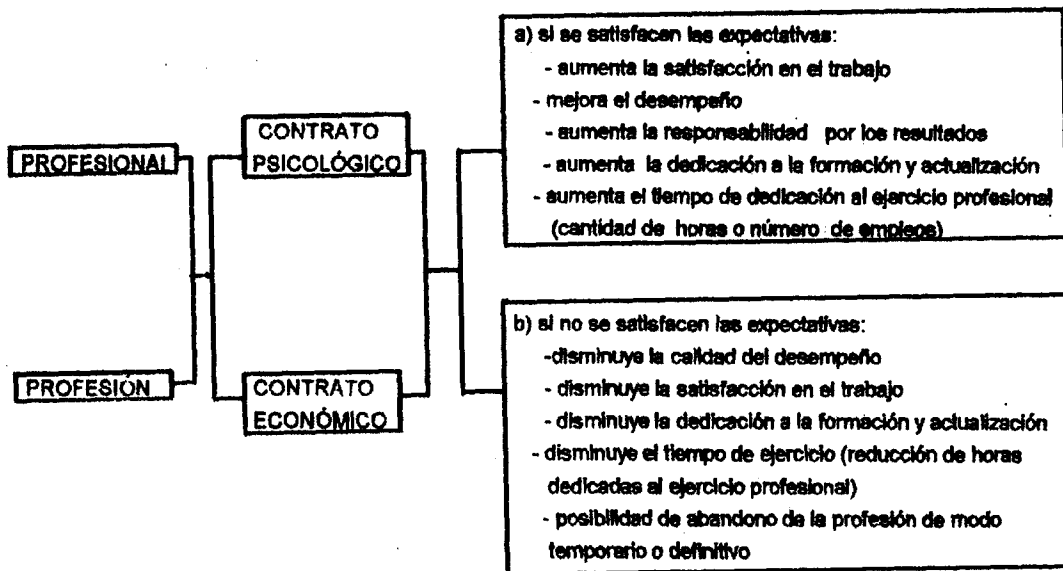 PROFESIONAL
PROFESIÓN
CONTRATO
PSICOLÓGICO
CONTRATO
ECONÓMICO
a) si se satisfacen las expectativas:
- aumenta la satisfacción en el trabajo
- mejora el desempeño
- aumenta la responsabilidad por los resultados
- aumenta la dedicación a la formación y actualización
- aumenta el tiempo de dedicación al ejercicio profesional
(cantidad de horas o número de empleos)
b) si no se satisfacen las expectativas:
-disminuye la calidad del desempeño
- disminuye la satisfacción en el trabajo
- disminuye la dedicación a la formación y actualización
- disminuye el tiempo de ejercicio (reducción de horas
dedicadas al ejercicio profesional)
- posibilidad de abandono de la profesión de modo
temporario o definitivo